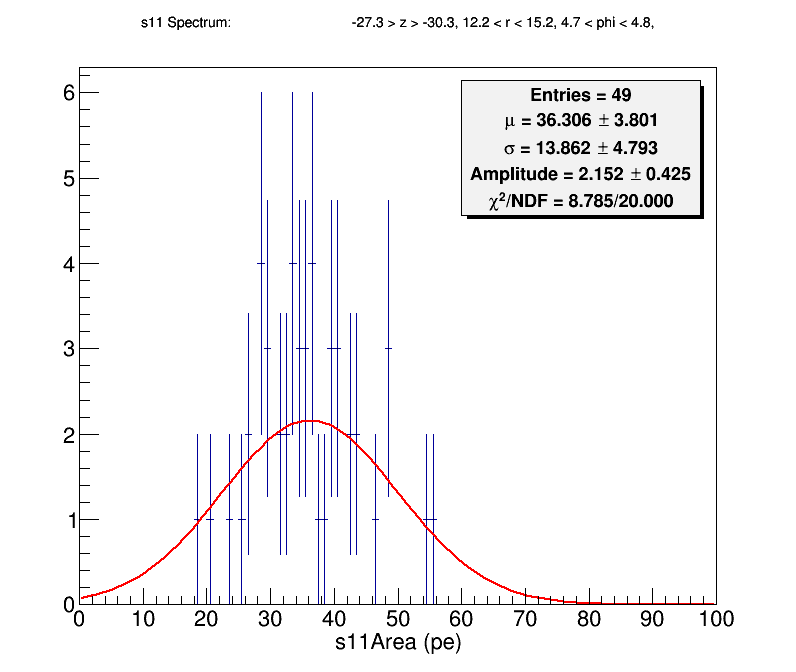 s11 Spectrum: -27.3 > z > -30.3, 12.2 < r < 15.2, 4.7 < phi < 4.8,
Entries = 49
μ = 36.306 ± 3.801
σ = 13.862 ± 4.793
Amplitude = 2.152 ± 0.425
χ²/NDF = 8.785/20.000
6
5
4
3
2
1
0
0 10 20 30 40 50 60 70 80 90 100
s11Area (pe)